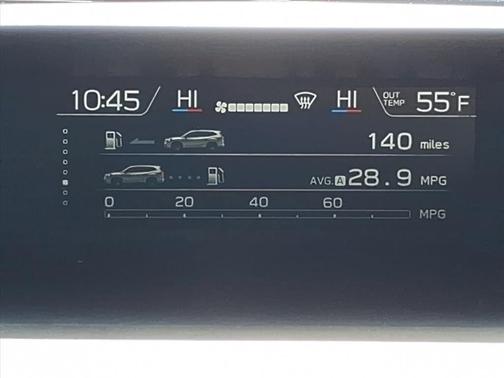 10:45 HI HI OUT TEMP 55°F
140 miles
AVG. A 28.9 MPG
0 20 40 60
MPG